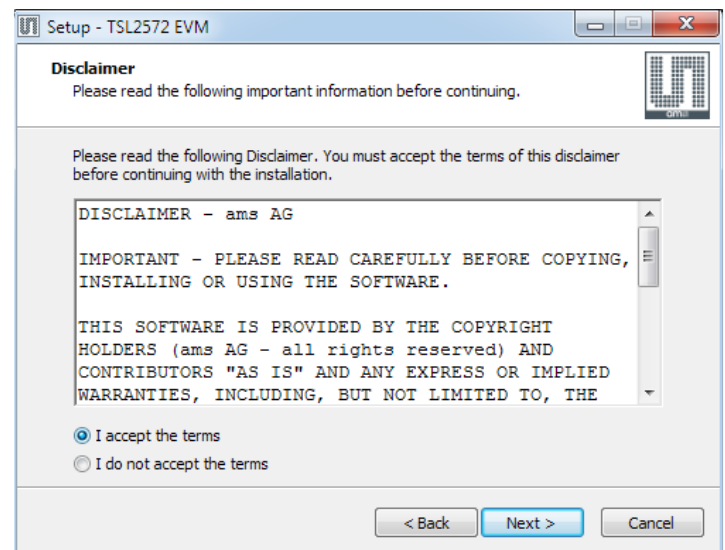 Setup - TSL2572 EVM
Disclaimer
Please read the following important information before continuing.
am
Please read the following Disclaimer. You must accept the terms of this disclaimer
before continuing with the installation.
DISCLAIMER - ams AG
IMPORTANT - PLEASE READ CAREFULLY BEFORE COPYING,
INSTALLING OR USING THE SOFTWARE.
THIS SOFTWARE IS PROVIDED BY THE COPYRIGHT
HOLDERS (ams AG - all rights reserved) AND
CONTRIBUTORS "AS IS" AND ANY EXPRESS OR IMPLIED
WARRANTIES, INCLUDING, BUT NOT LIMITED TO, THE
I accept the terms
I do not accept the terms
< Back
Next >
Cancel